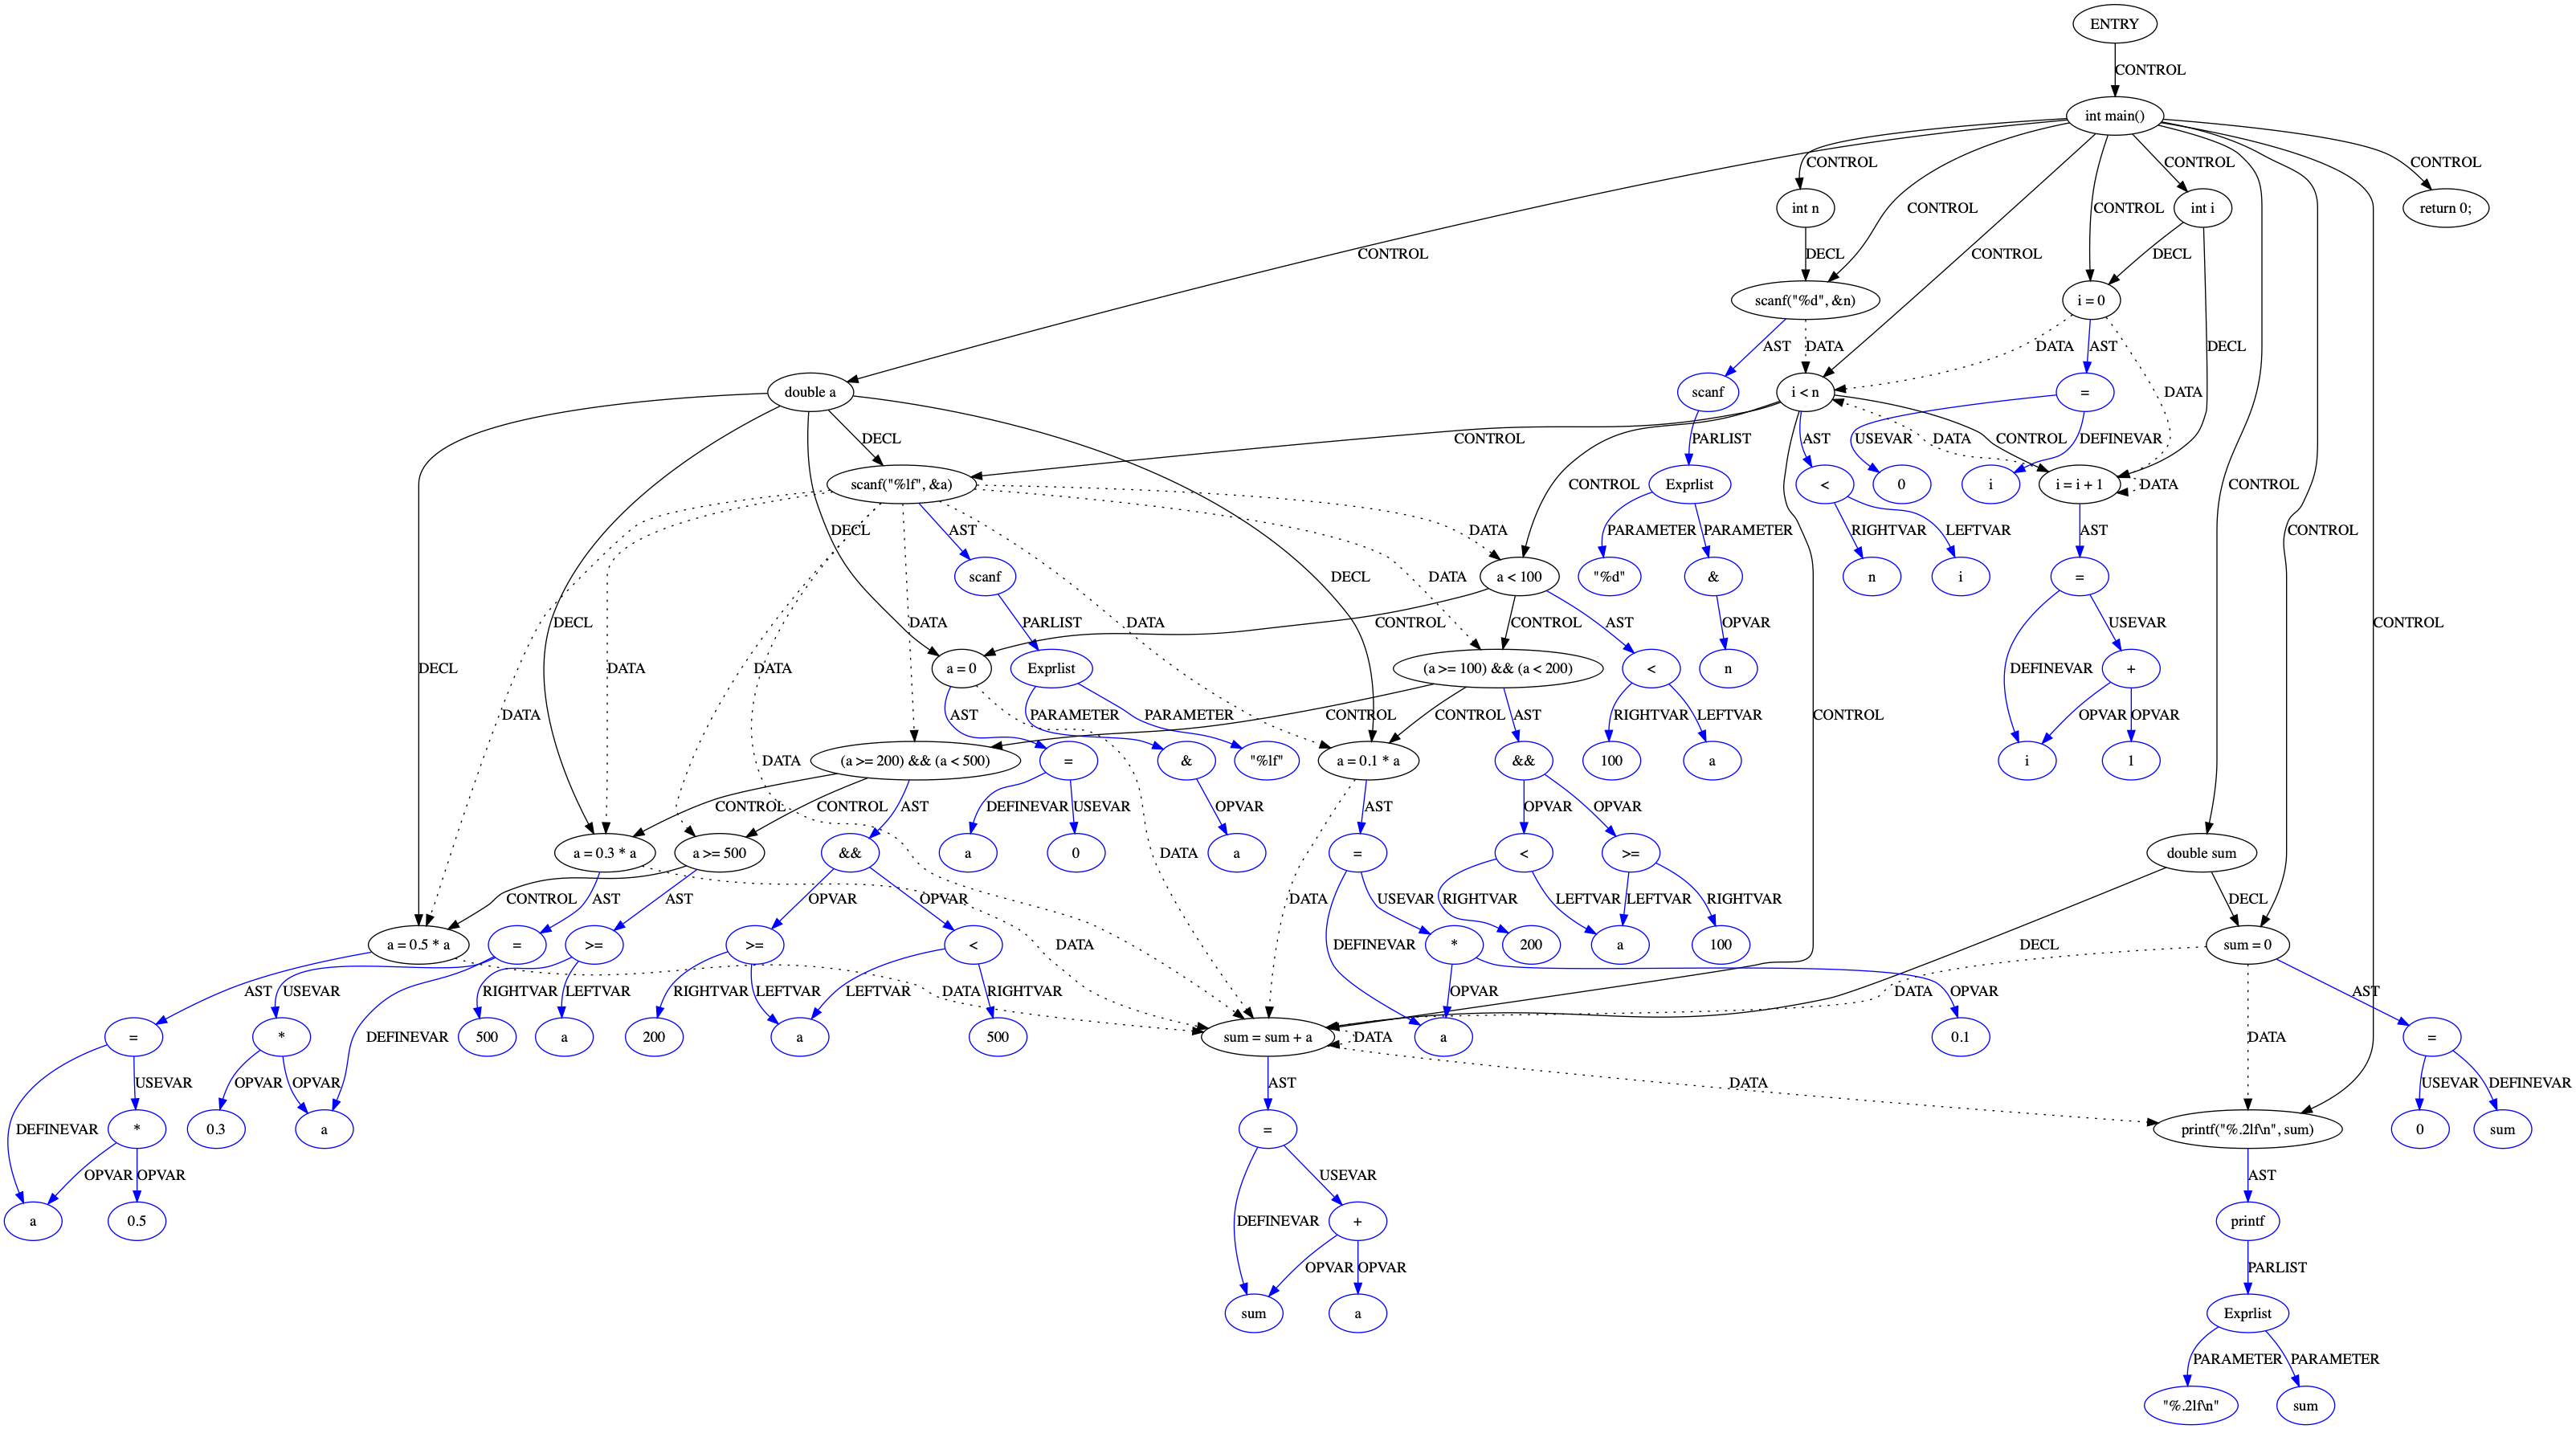 ENTRY
CONTROL
int main()
CONTROL CONTROL CONTROL
int n int i return 0;
CONTROL DECL CONTROL CONTROL CONTROL DECL
scanf("%d", &n) i = 0
AST DATA DATA AST DECL
double a scanf i < n =
DECL CONTROL PARLIST AST USEVAR DATA CONTROL DEFINEVAR DATA
scanf("%lf", &a) Exprlist < 0 i i = i + 1 DATA CONTROL
DECL AST DATA CONTROL PARAMETER PARAMETER RIGHTVAR LEFTVAR AST CONTROL
scanf DECL DATA a < 100 "%d" & n i =
DECL DATA PARLIST DATA CONTROL CONTROL AST OPVAR USEVAR CONTROL
DECL DATA DATA a = 0 Exprlist (a >= 100) && (a < 200) < n DEFINEVAR +
DATA AST PARAMETER PARAMETER CONTROL CONTROL AST RIGHTVAR LEFTVAR CONTROL OPVAR OPVAR
DATA (a >= 200) && (a < 500) = & "%lf" a = 0.1 * a && 100 a i 1
CONTROL CONTROL AST DEFINEVAR USEVAR OPVAR AST OPVAR OPVAR
a = 0.3 * a a >= 500 && a 0 DATA a = < >= double sum
CONTROL AST AST OPVAR OPVAR DATA USEVAR RIGHTVAR LEFTVAR LEFTVAR RIGHTVAR DECL
a = 0.5 * a = >= >= < DATA DEFINEVAR * 200 a 100 DECL sum = 0
AST USEVAR RIGHTVAR LEFTVAR RIGHTVAR LEFTVAR LEFTVAR DATA RIGHTVAR OPVAR DATA OPVAR AST
= * DEFINEVAR 500 a 200 a 500 sum = sum + a DATA a 0.1 DATA =
USEVAR OPVAR OPVAR AST DATA USEVAR DEFINEVAR
DEFINEVAR * 0.3 a = printf("%.2lf\n", sum) 0 sum
OPVAR OPVAR USEVAR AST
a 0.5 DEFINEVAR + printf
OPVAR OPVAR PARLIST
sum a Exprlist
PARAMETER PARAMETER
"%.2lf\n" sum